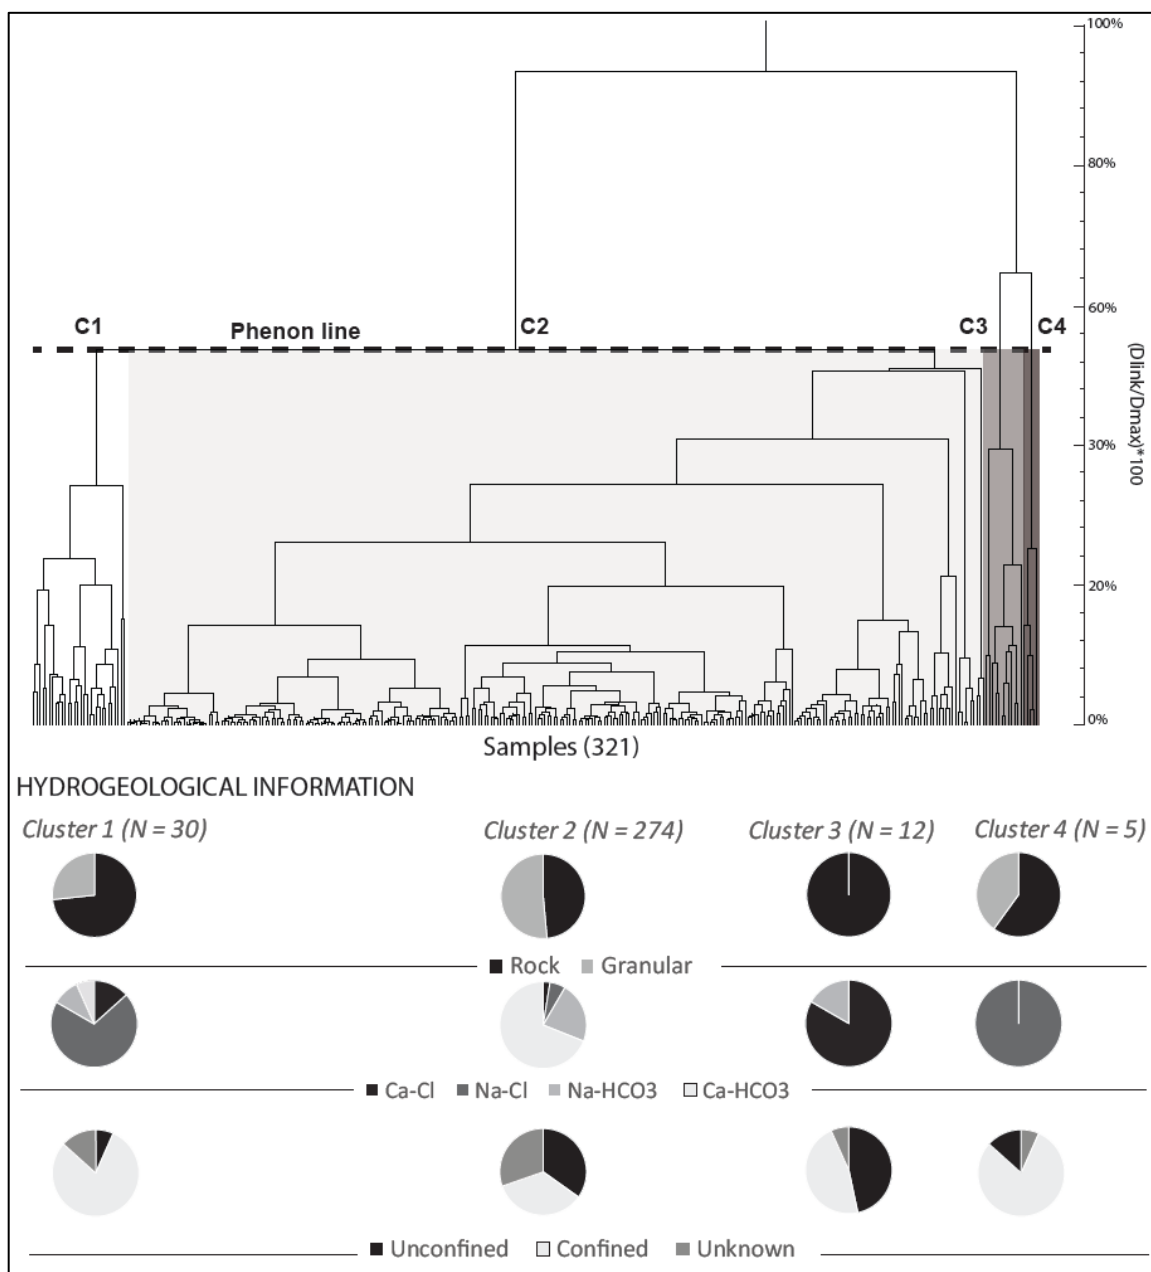 100%
80%
60%
C1
Phenon line
C2
C3
C4
(Dlink/Dmax)*100
30%
20%
0%
Samples (321)
HYDROGEOLOGICAL INFORMATION
Cluster 1 (N = 30)
Cluster 2 (N = 274)
Cluster 3 (N = 12)
Cluster 4 (N = 5)
Rock Granular
Ca-Cl Na-Cl Na-HCO3 Ca-HCO3
Unconfined Confined Unknown